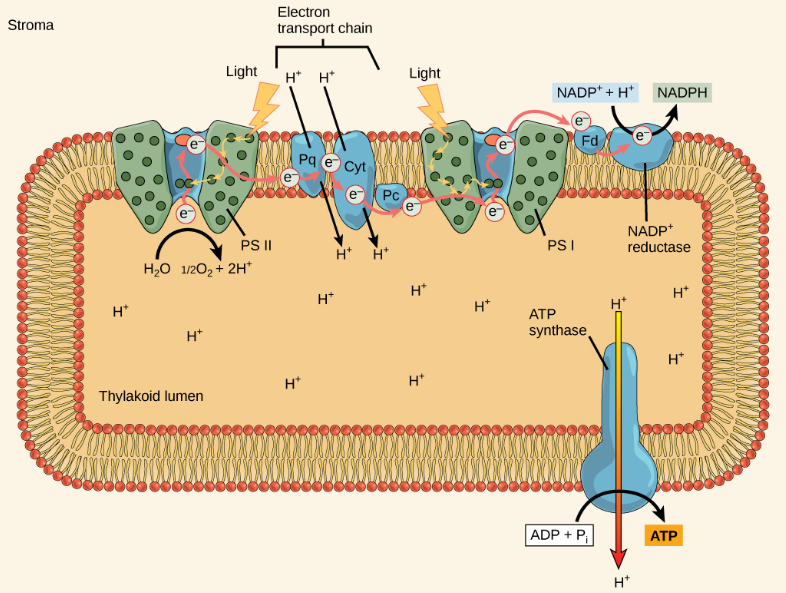 Stroma
Electron
transport chain
Light
H⁺
H⁺
Light
NADP⁺ + H⁺
NADPH
e⁻
e⁻
e⁻
e⁻
Fd
Pq
e⁻
Cyt
e⁻
e⁻
Pc
e⁻
e⁻
e⁻
PS II
PS I
NADP⁺
reductase
H₂O 1/2O₂ + 2H⁺
H⁺
H⁺
H⁺
H⁺
H⁺
H⁺
H⁺
H⁺
H⁺
ATP
synthase
H⁺
H⁺
H⁺
H⁺
Thylakoid lumen
ADP + Pᵢ
ATP
H⁺